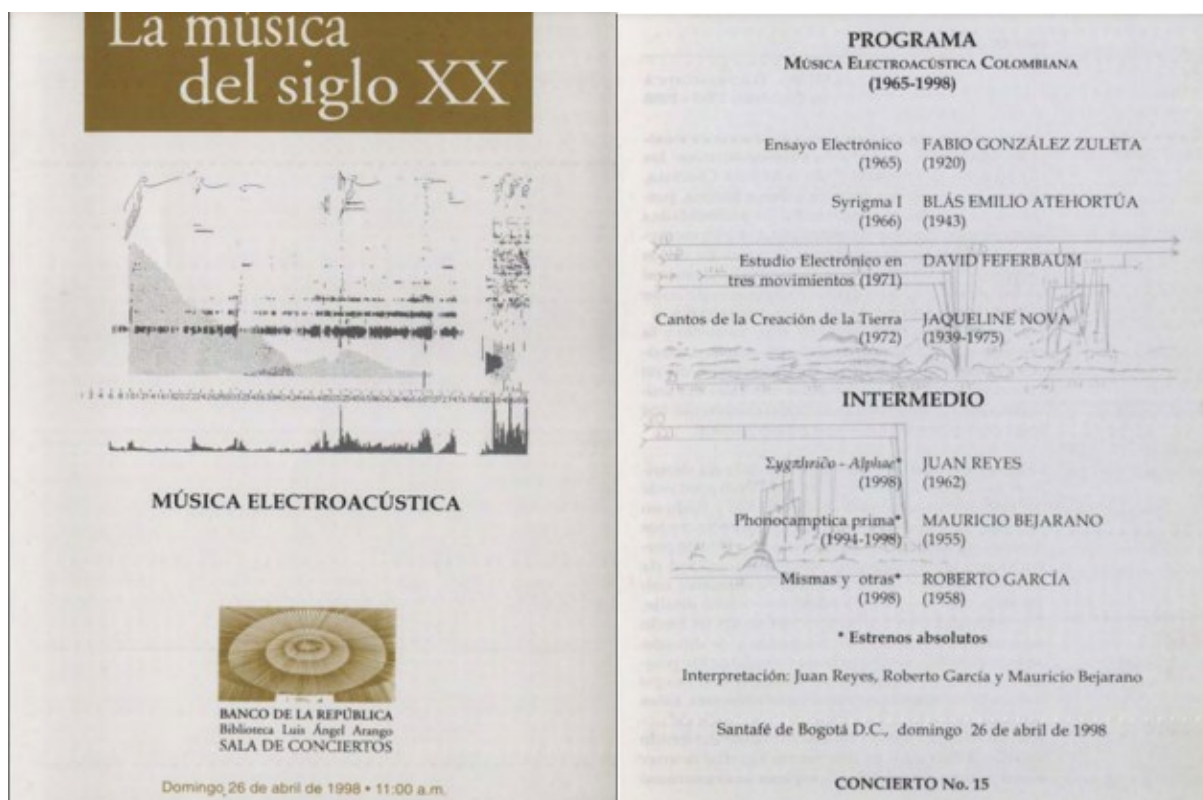 La música
del siglo XX
MÚSICA ELECTROACÚSTICA
BANCO DE LA REPÚBLICA
Biblioteca Luis Ángel Arango
SALA DE CONCIERTOS
Domingo, 26 de abril de 1998 • 11:00 a.m.
PROGRAMA
MÚSICA ELECTROACÚSTICA COLOMBIANA
(1965-1998)
Ensayo Electrónico FABIO GONZÁLEZ ZULETA
(1965) (1920)
Syrigma I BLÁS EMILIO ATEHORTÚA
(1966) (1943)
Estudio Electrónico en DAVID FEFERBAUM
tres movimientos (1971)
Cantos de la Creación de la Tierra JAQUELINE NOVA
(1972) (1939-1975)
INTERMEDIO
- Alphae* JUAN REYES
(1998) (1962)
Phonocamptica prima* MAURICIO BEJARANO
(1994-1998) (1955)
Mismas y otras* ROBERTO GARCÍA
(1998) (1958)
* Estrenos absolutos
Interpretación: Juan Reyes, Roberto García y Mauricio Bejarano
Santafé de Bogotá D.C., domingo 26 de abril de 1998
CONCIERTO No. 15